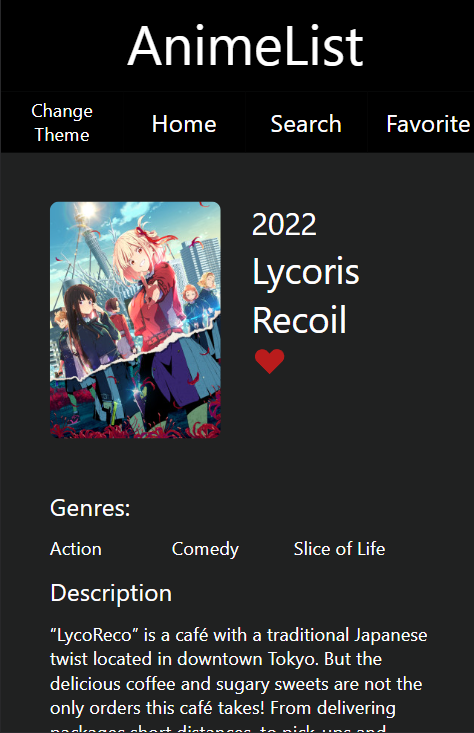 AnimeList
Change
Theme
Home
Search
Favorite
2022
Lycoris
Recoil
Genres:
Action
Comedy
Slice of Life
Description
“LycoReco” is a café with a traditional Japanese
twist located in downtown Tokyo. But the
delicious coffee and sugary sweets are not the
only orders this café takes! From delivering
packages short distances, to pick-ups and